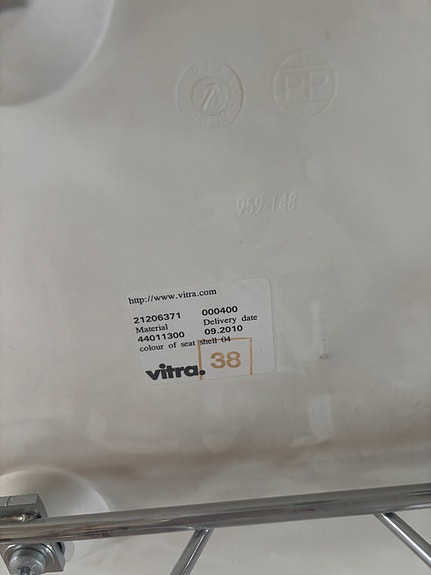 PP
959-148
http://www.vitra.com
21206371 000400
Material Delivery date
44011300 09.2010
colour of seat shell 04
vitra. 38